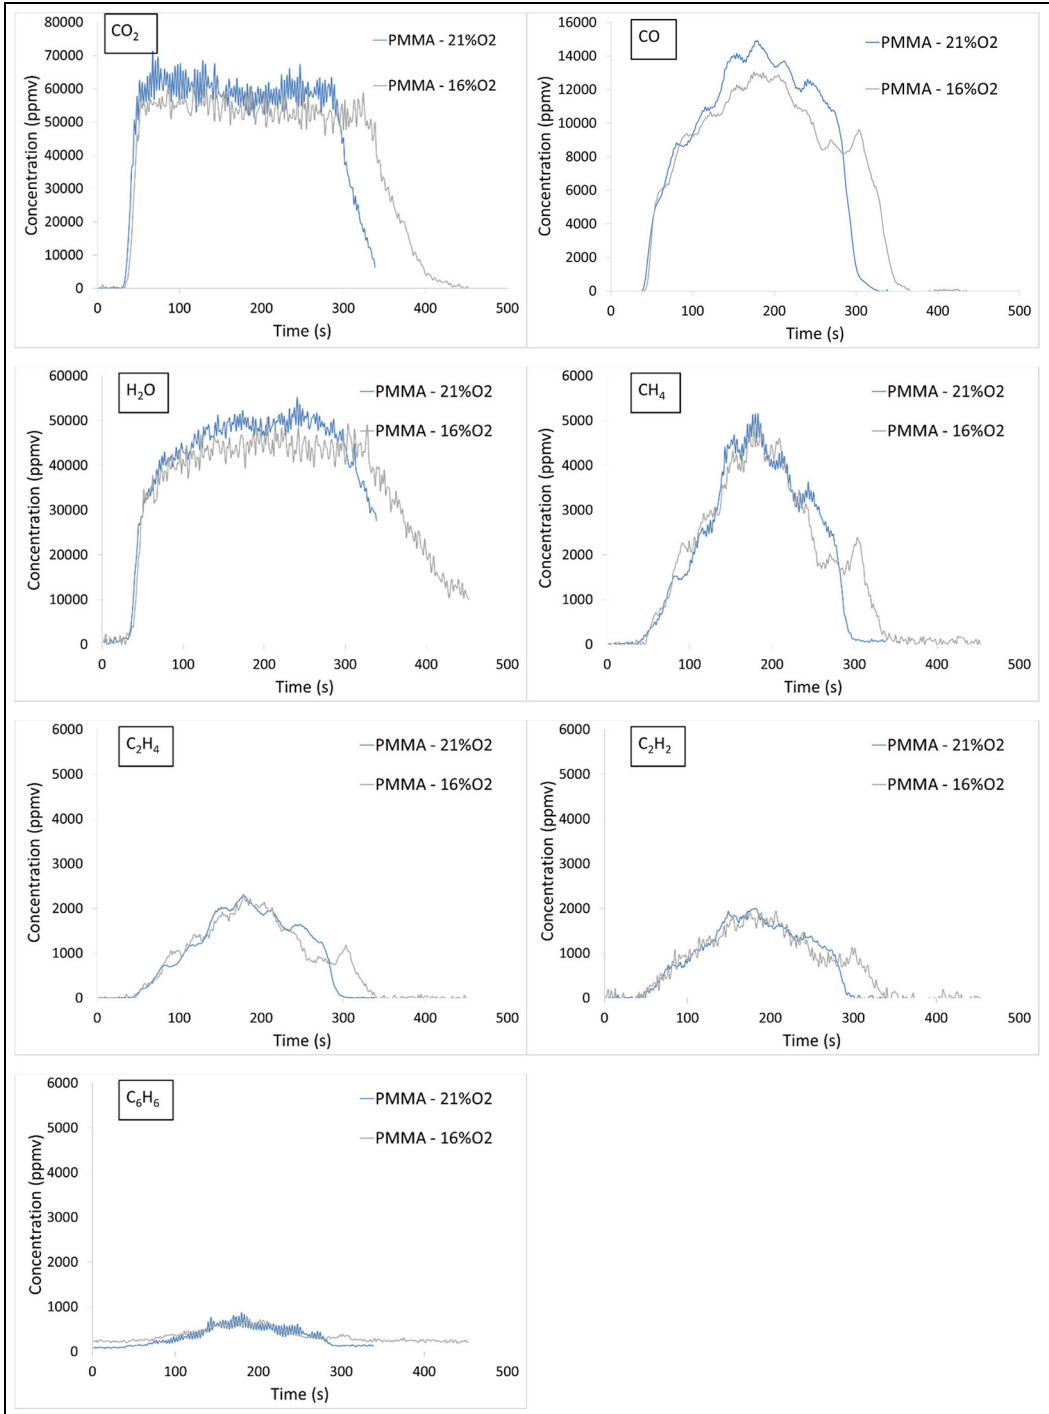 CO₂
PMMA - 21%O2
PMMA - 16%O2
Concentration (ppmv)
80000
70000
60000
50000
40000
30000
20000
10000
0
0 100 200 300 400 500
Time (s)
CO
PMMA - 21%O2
PMMA - 16%O2
Concentration (ppmv)
16000
14000
12000
10000
8000
6000
4000
2000
0
0 100 200 300 400 500
Time (s)
H₂O
PMMA - 21%O2
PMMA - 16%O2
Concentration (ppmv)
60000
50000
40000
30000
20000
10000
0
0 100 200 300 400 500
Time (s)
CH₄
PMMA - 21%O2
PMMA - 16%O2
Concentration (ppmv)
6000
5000
4000
3000
2000
1000
0
0 100 200 300 400 500
Time (s)
C₂H₄
PMMA - 21%O2
PMMA - 16%O2
Concentration (ppmv)
6000
5000
4000
3000
2000
1000
0
0 100 200 300 400 500
Time (s)
C₂H₂
PMMA - 21%O2
PMMA - 16%O2
Concentration (ppmv)
6000
5000
4000
3000
2000
1000
0
0 100 200 300 400 500
Time (s)
C₆H₆
PMMA - 21%O2
PMMA - 16%O2
Concentration (ppmv)
6000
5000
4000
3000
2000
1000
0
0 100 200 300 400 500
Time (s)